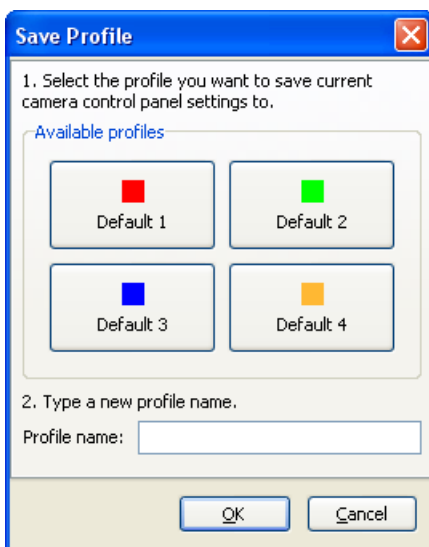 Save Profile
1. Select the profile you want to save current
camera control panel settings to.
Available profiles
Default 1
Default 2
Default 3
Default 4
2. Type a new profile name.
Profile name:
OK
Cancel